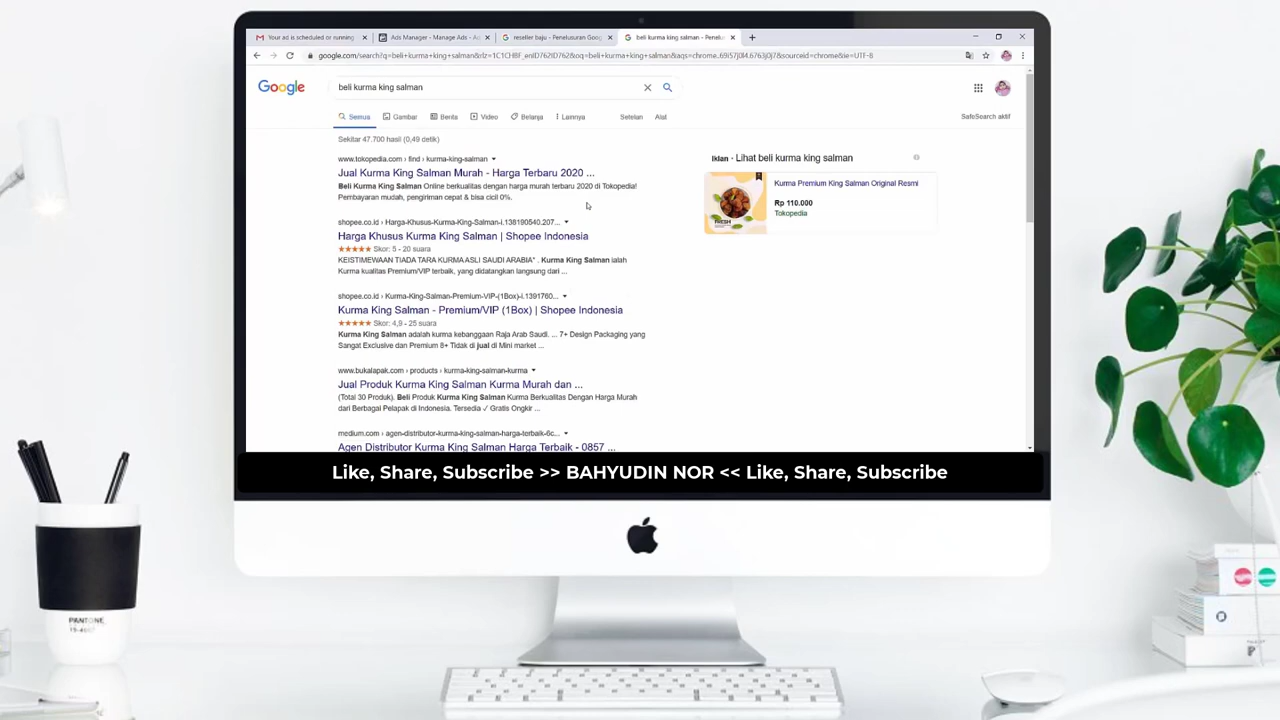 Your ad is scheduled or running
Ads Manager - Manage Ads - Ad
reseller baju - Penelusuran Goog
beli kurma king salman - Penelu
Google
beli kurma king salman
Semua
Gambar
Berita
Video
Belanja
Lainnya
Setelan
Alat
SafeSearch aktif
Sekitar 47.700 hasil (0,49 detik)
www.tokopedia.com › find › kurma-king-salman
Jual Kurma King Salman Murah - Harga Terbaru 2020 ...
Beli Kurma King Salman Online berkualitas dengan harga murah terbaru 2020 di Tokopedia!
Pembayaran mudah, pengiriman cepat & bisa cicil 0%.
shopee.co.id › Harga-Khusus-Kurma-King-Salman-i.138190540.207...
Harga Khusus Kurma King Salman | Shopee Indonesia
★★★★★ Skor: 5 - 20 suara
KEISTIMEWAAN TIADA TARA KURMA ASLI SAUDI ARABIA* . Kurma King Salman ialah
Kurma kualitas Premium/VIP terbaik, yang didatangkan langsung dari ...
shopee.co.id › Kurma-King-Salman-Premium-VIP-(1Box)-i.1391760...
Kurma King Salman - Premium/VIP (1Box) | Shopee Indonesia
★★★★★ Skor: 4,9 - 25 suara
Kurma King Salman adalah kurma kebanggaan Raja Arab Saudi. ... 7+ Design Packaging yang
Sangat Exclusive dan Premium 8+ Tidak di jual di Mini market ...
www.bukalapak.com › products › kurma-king-salman-kurma
Jual Produk Kurma King Salman Kurma Murah dan ...
(Total 30 Produk). Beli Produk Kurma King Salman Kurma Berkualitas Dengan Harga Murah
dari Berbagai Pelapak di Indonesia. Tersedia ✓ Gratis Ongkir ...
medium.com › agen-distributor-kurma-king-salman-harga-terbaik-6c...
Agen Distributor Kurma King Salman Harga Terbaik - 0857 ...
Iklan · Lihat beli kurma king salman
FRESH
Kurma Premium King Salman Original Resmi
Rp 110.000
Tokopedia
Like, Share, Subscribe >> BAHYUDIN NOR << Like, Share, Subscribe
PANTONE